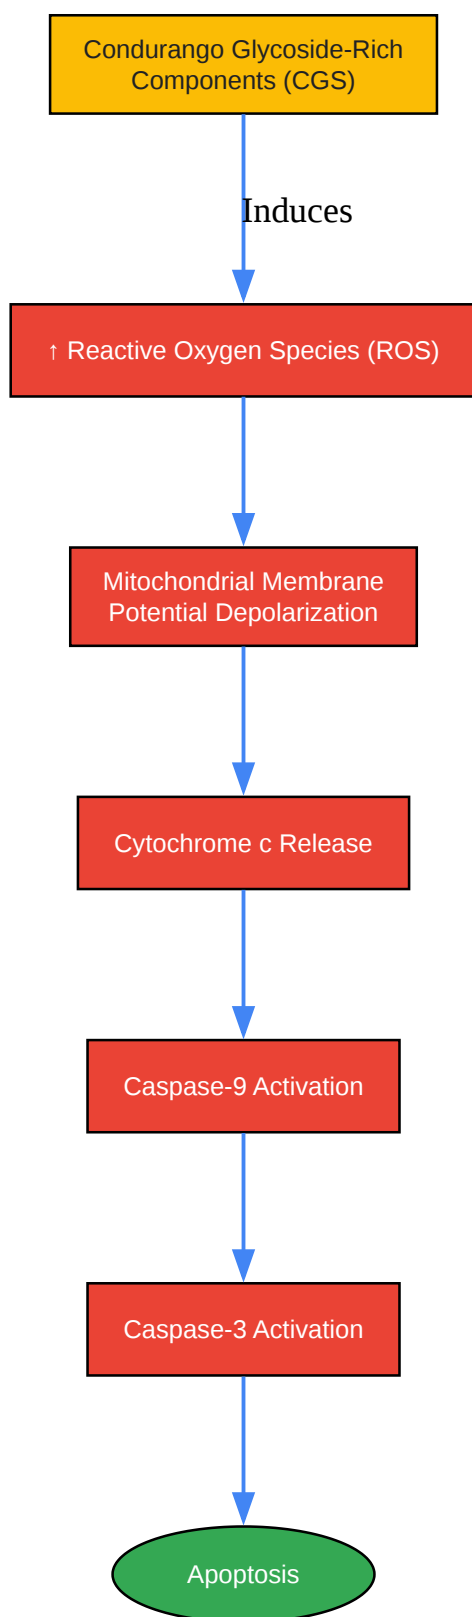 Condurango Glycoside-Rich
Components (CGS)
Induces
↑ Reactive Oxygen Species (ROS)
Mitochondrial Membrane
Potential Depolarization
Cytochrome c Release
Caspase-9 Activation
Caspase-3 Activation
Apoptosis